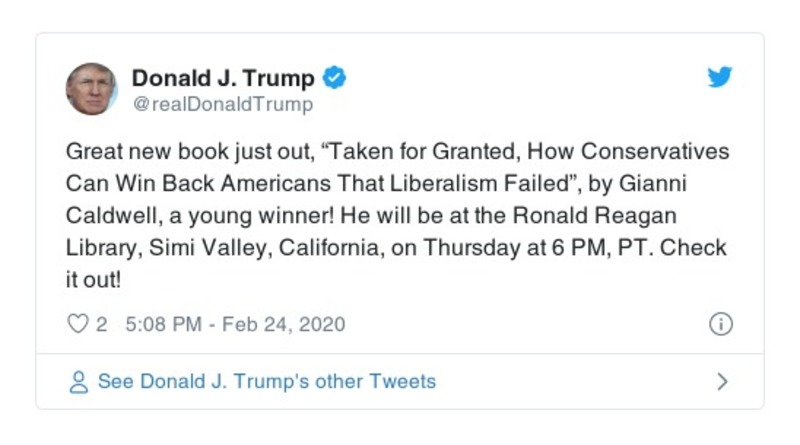 Donald J. Trump
@realDonaldTrump
Great new book just out, “Taken for Granted, How Conservatives
Can Win Back Americans That Liberalism Failed”, by Gianni
Caldwell, a young winner! He will be at the Ronald Reagan
Library, Simi Valley, California, on Thursday at 6 PM, PT. Check
it out!
2 5:08 PM - Feb 24, 2020
See Donald J. Trump's other Tweets